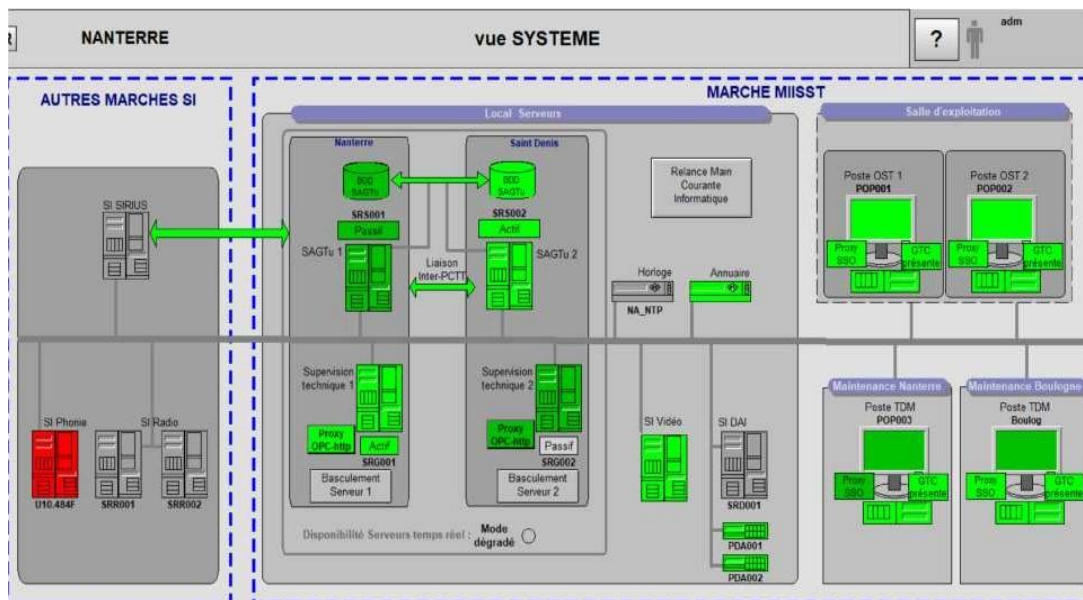 NANTERRE
vue SYSTEME
?
adm
AUTRES MARCHES SI
MARCHE MIISST
Local Serveurs
Salle d'exploitation
Nanterre
Saint Denis
BDD
SAGTu
BDD
SAGTu
SRS001
SRS002
Passif
Actif
SAGTu 1
SAGTu 2
Liaison
Inter-PCTT
Relance Main
Courante
Informatique
Poste OST 1
POP001
Poste OST 2
POP002
Proxy
SSO
GTC
présente
Proxy
SSO
GTC
présente
SI SIRIUS
Horloge
NA_NTP
Annuaire
Supervision
technique 1
Supervision
technique 2
Proxy
OPC-http
Actif
SRG001
Proxy
OPC-http
Passif
SRG002
Basculement
Serveur 1
Basculement
Serveur 2
Disponibilité Serveurs temps réel :
Mode
dégradé
SI Phonie
U10.484F
SI Radio
SRR001
SRR002
SI Vidéo
SI DAI
SRD001
PDA001
PDA002
Maintenance Nanterre
Poste TDM
POP003
Proxy
SSO
GTC
présente
Maintenance Boulogne
Poste TDM
Boulog
Proxy
SSO
GTC
présente